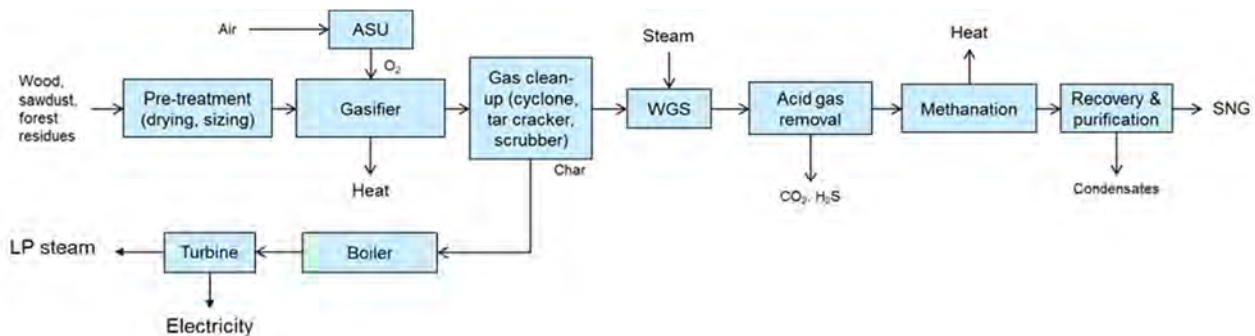 Air
ASU
O₂
Steam
Heat
Wood,
sawdust,
forest
residues
Pre-treatment
(drying, sizing)
Gasifier
Gas clean-
up (cyclone,
tar cracker,
scrubber)
WGS
Acid gas
removal
Methanation
Recovery &
purification
SNG
Heat
Char
CO₂, H₂S
Condensates
LP steam
Turbine
Boiler
Electricity